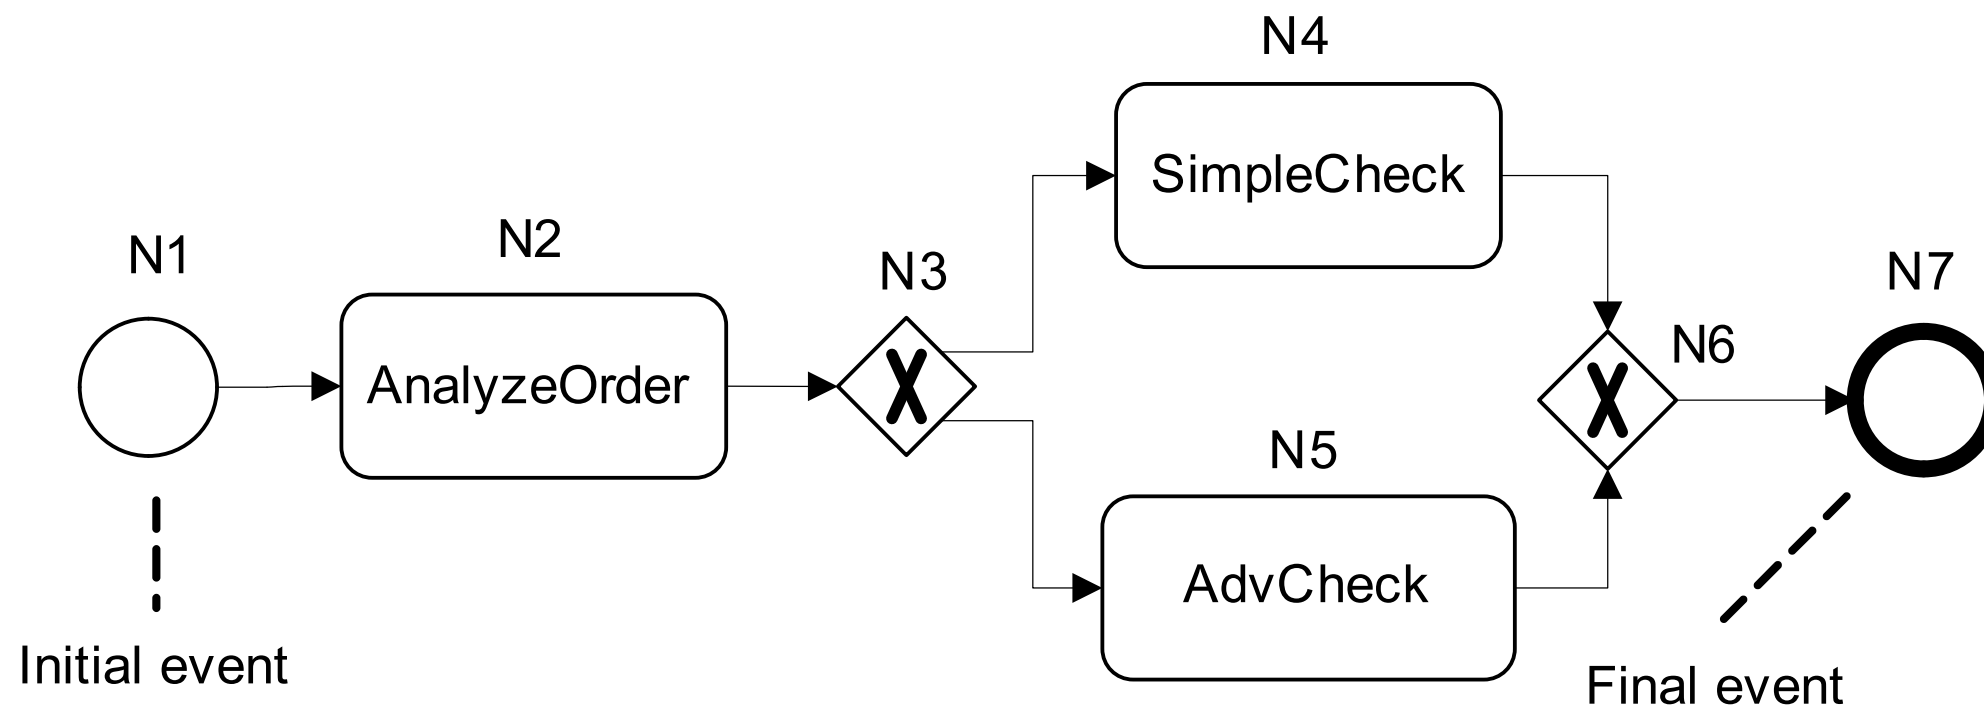 N4
SimpleCheck
N1
N2
N3
N7
AnalyzeOrder
X
X
N6
N5
AdvCheck
Initial event
Final event